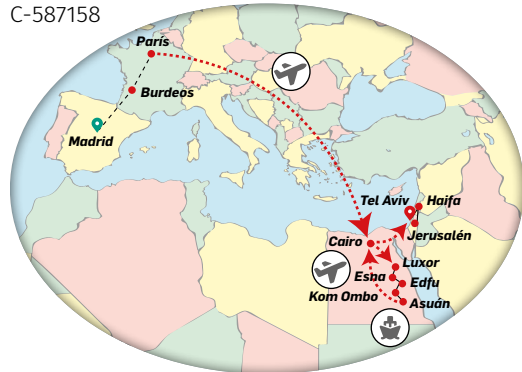 C-587158
París
Burdeos
Madrid
Tel Aviv
Haifa
Jerusalén
Cairo
Luxor
Esna
Edfu
Kom Ombo
Asuán